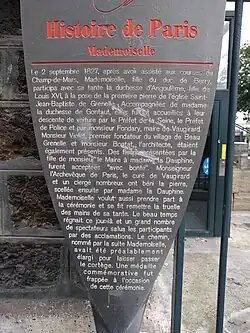 Histoire de Paris
Mademoiselle
Le 2 septembre 1827, après avoir assisté aux courses du
Champ-de-Mars, Mademoiselle, fille du duc de Berry
participa avec sa tante la duchesse d'Angoulême, fille de
Louis XVI, à la pose de la première pierre de l'église Saint-
Jean-Baptiste de Grenelle. Accompagnées de madame
la duchesse de Gontaut, elles furent accueillies à leur
descente de voiture par le Préfet de la Seine, le Préfet
de Police et par monsieur Fondary, maire de Vaugirard.
Monsieur Violet, premier fondateur du village de Beau
Grenelle et monsieur Bontat, l'architecte, étaient
également présents. Des fleurs présentées par la
fille de monsieur le Maire à madame la Dauphine,
furent acceptées "avec bonté". Monseigneur
l'Archevêque de Paris, le curé de Vaugirard
et un clergé nombreux ont béni la pierre,
scellée ensuite par madame la Dauphine.
Mademoiselle voulut aussi prendre part à
la cérémonie et se fit remettre la truelle
des mains de sa tante. Le beau temps
régnait ce jour-là et un grand nombre
de spectateurs salua les participants
par des acclamations. Le chemin,
nommé par la suite Mademoiselle,
avait été préalablement
élargi pour laisser passer
le cortège. Une médaille
commémorative fut
frappée à l'occasion
de cette cérémonie.